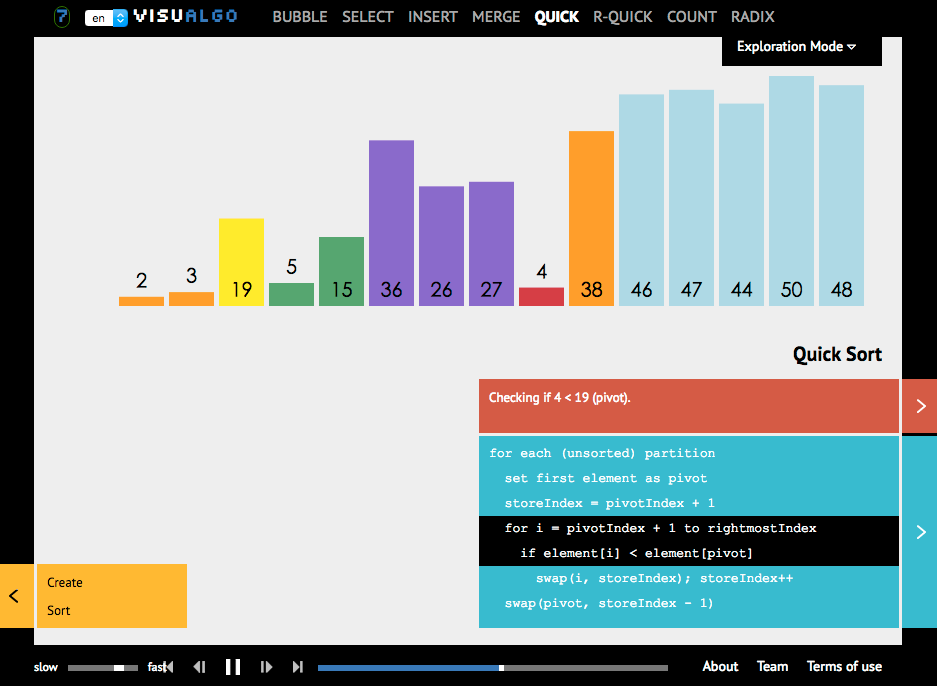 7 en VISUALGO BUBBLE SELECT INSERT MERGE QUICK R-QUICK COUNT RADIX
Exploration Mode
2 3 19 5 15 36 26 27 4 38 46 47 44 50 48
Quick Sort
Checking if 4 < 19 (pivot).
for each (unsorted) partition
set first element as pivot
storeIndex = pivotIndex + 1
for i = pivotIndex + 1 to rightmostIndex
if element[i] < element[pivot]
swap(i, storeIndex); storeIndex++
swap(pivot, storeIndex - 1)
Create
Sort
slow fast About Team Terms of use